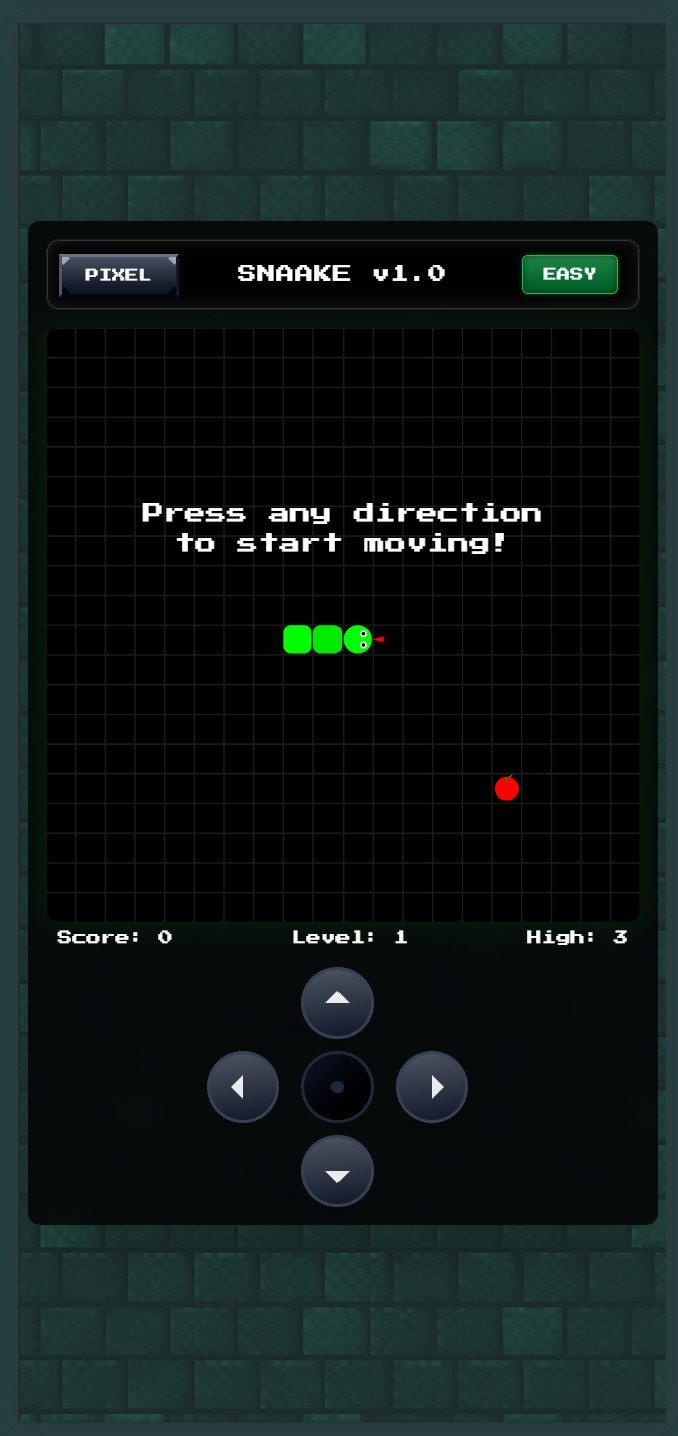 PIXEL SNAAKE v1.0 EASY
Press any direction
to start moving!
Score: 0 Level: 1 High: 3